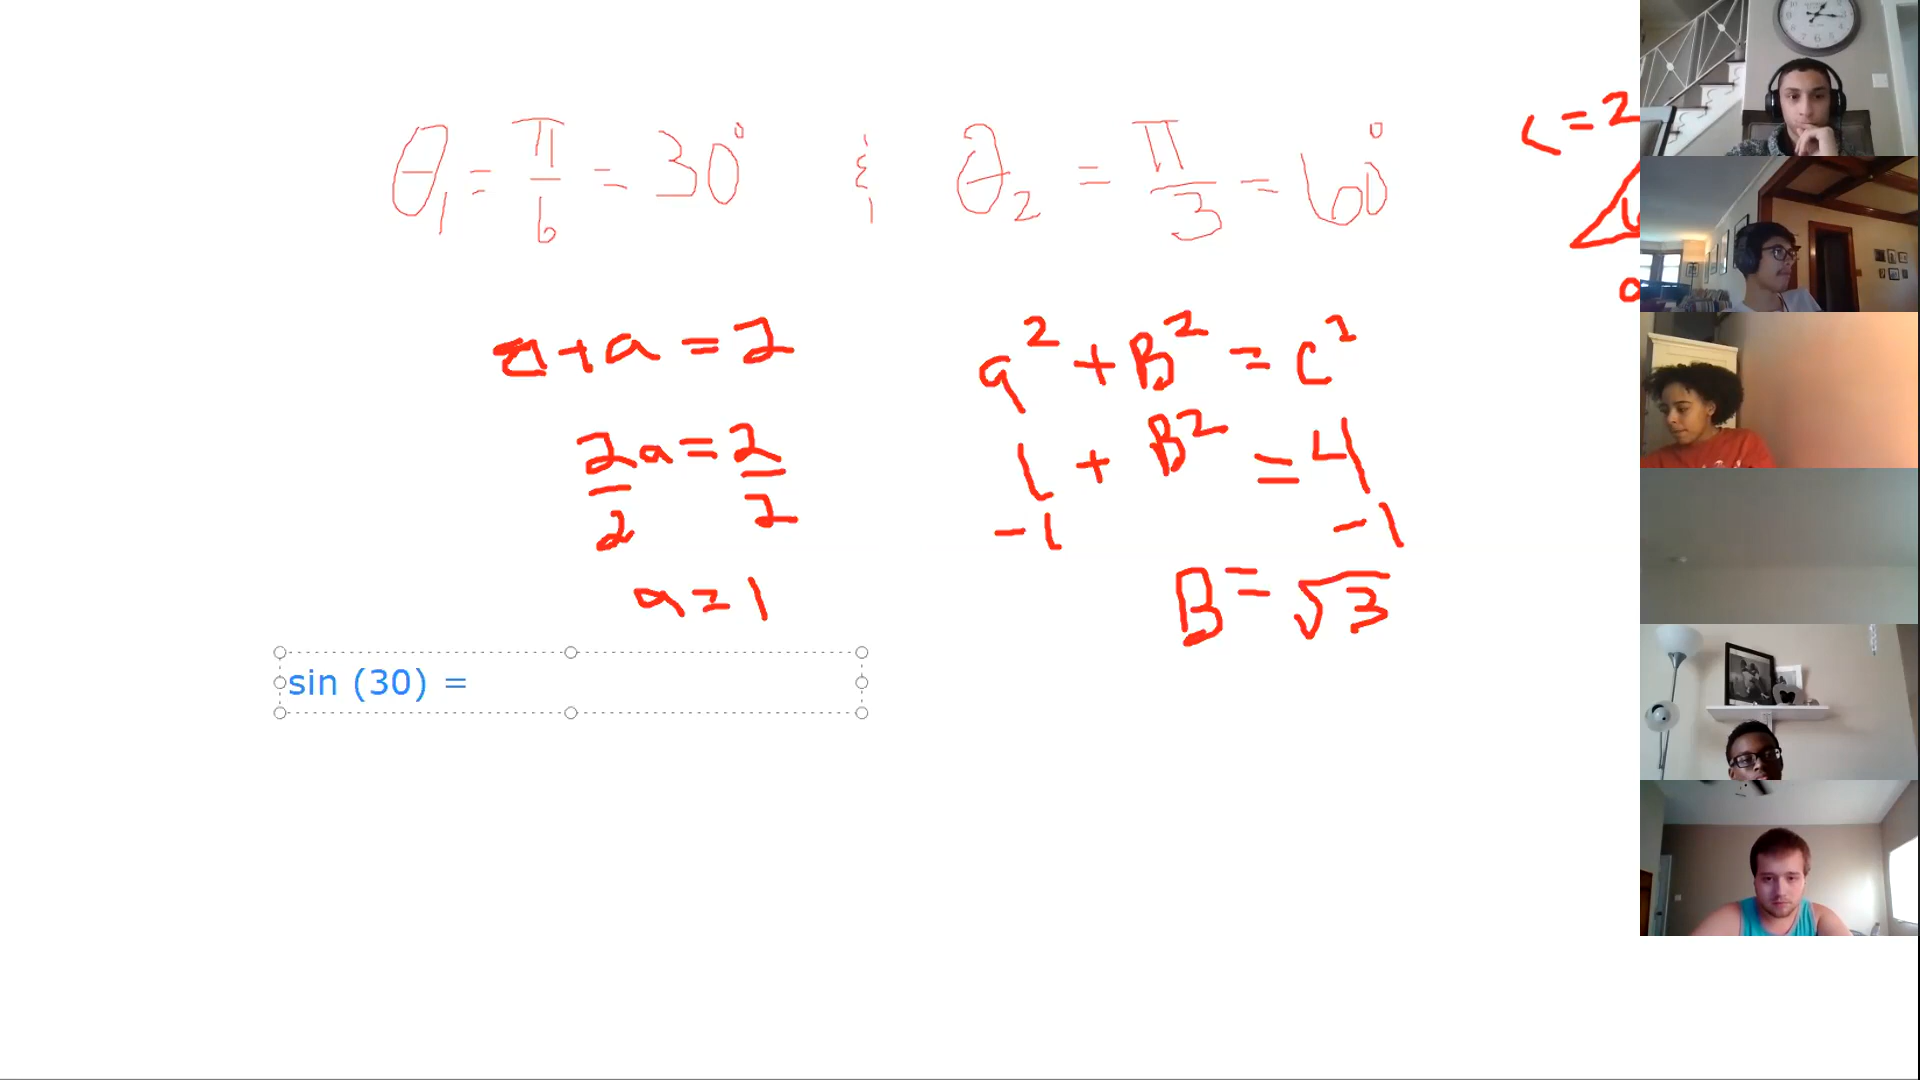 θ₁ = π/6 = 30° & θ₂ = π/3 = 60°
c = 2
a + a = 2
a² + B² = c²
2a = 2
2 2
1 + B² = 4
-1 -1
a = 1
B = √3
sin (30) =